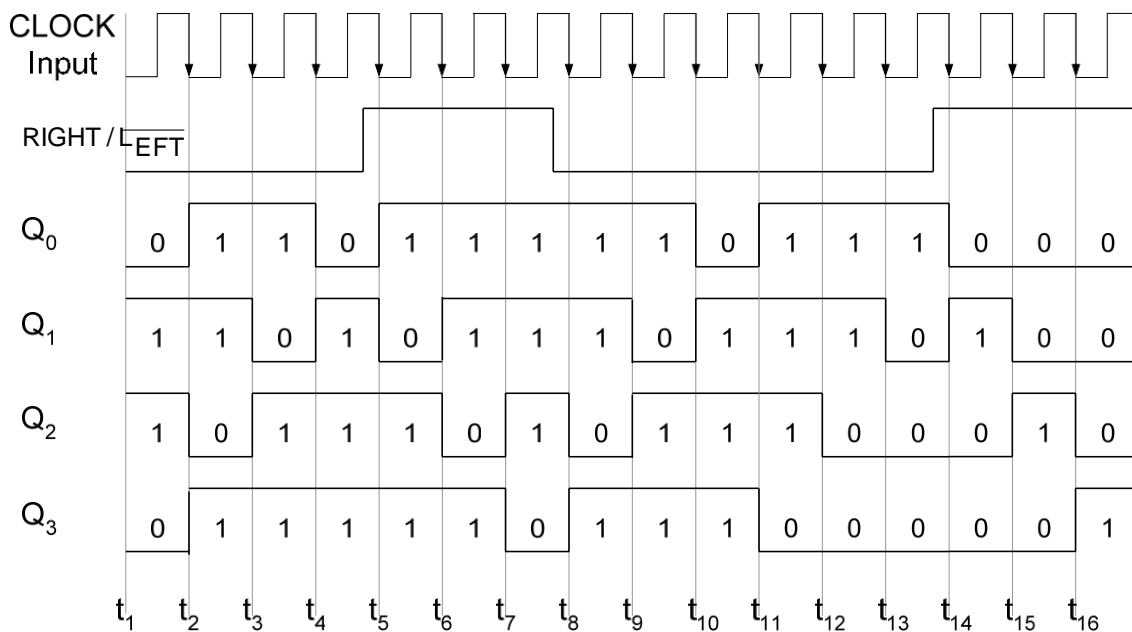 CLOCK
Input
RIGHT / LEFT
Q0 0 1 1 0 1 1 1 1 1 0 1 1 1 0 0 0
Q1 1 1 0 1 0 1 1 1 0 1 1 1 0 1 0 0
Q2 1 0 1 1 1 0 1 0 1 1 1 0 0 0 1 0
Q3 0 1 1 1 1 1 0 1 1 1 0 0 0 0 0 1
t1 t2 t3 t4 t5 t6 t7 t8 t9 t10 t11 t12 t13 t14 t15 t16